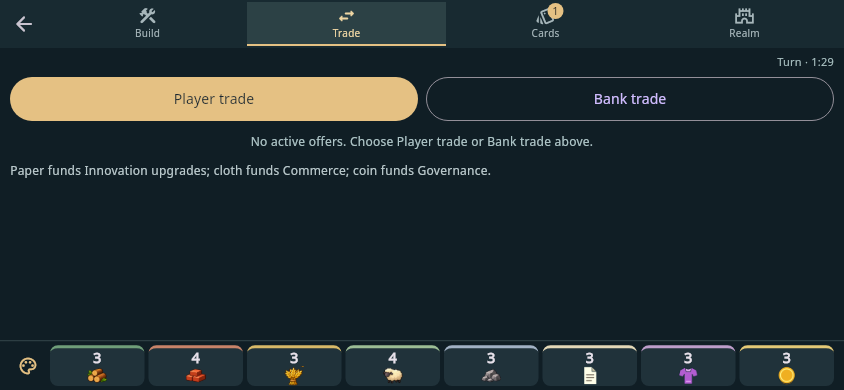 Build
Trade
1
Cards
Realm
Turn · 1:29
Player trade
Bank trade
No active offers. Choose Player trade or Bank trade above.
Paper funds Innovation upgrades; cloth funds Commerce; coin funds Governance.
3
4
3
4
3
3
3
3